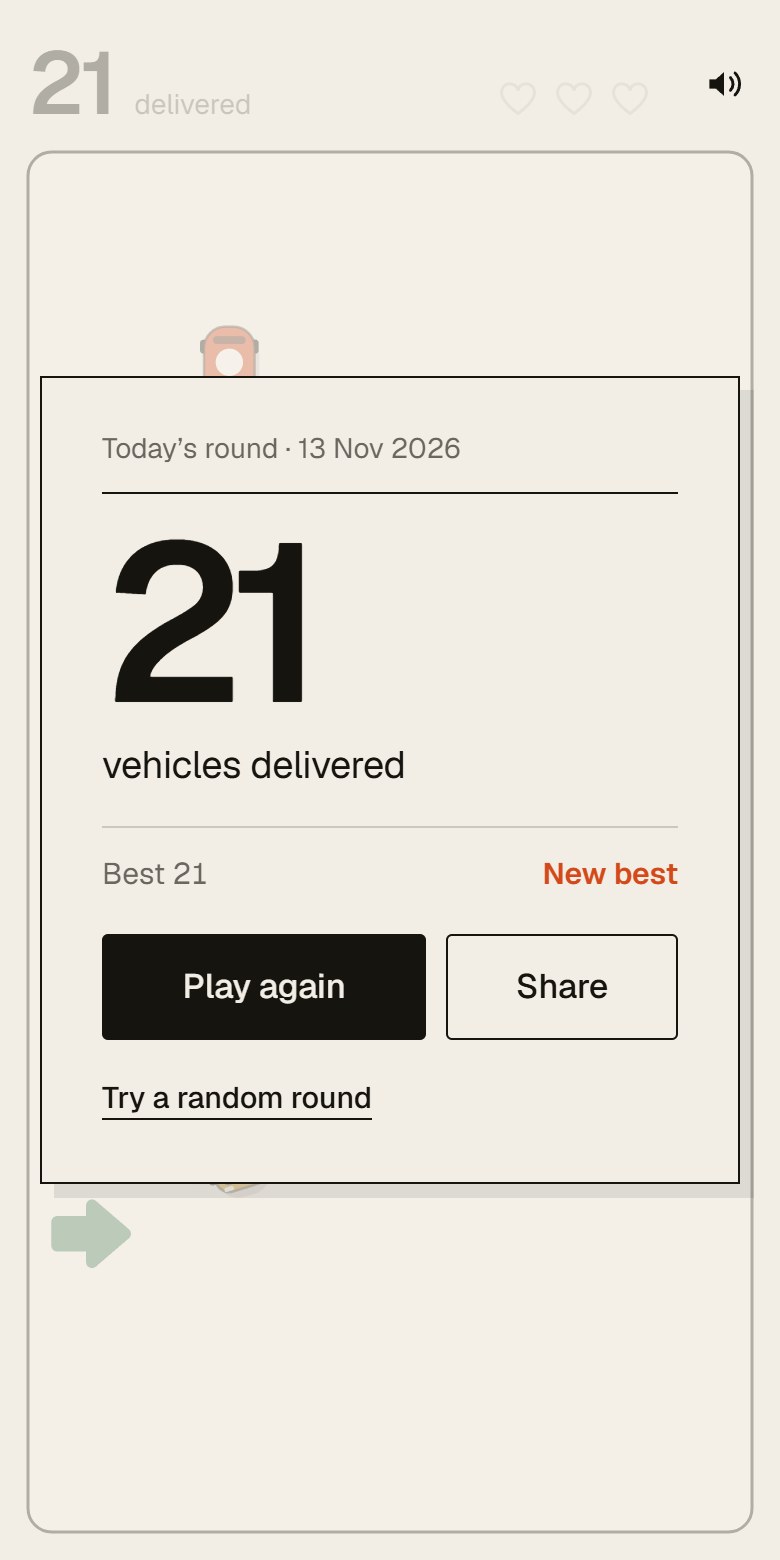 21 delivered
Today’s round · 13 Nov 2026
21
vehicles delivered
Best 21 New best
Play again Share
Try a random round